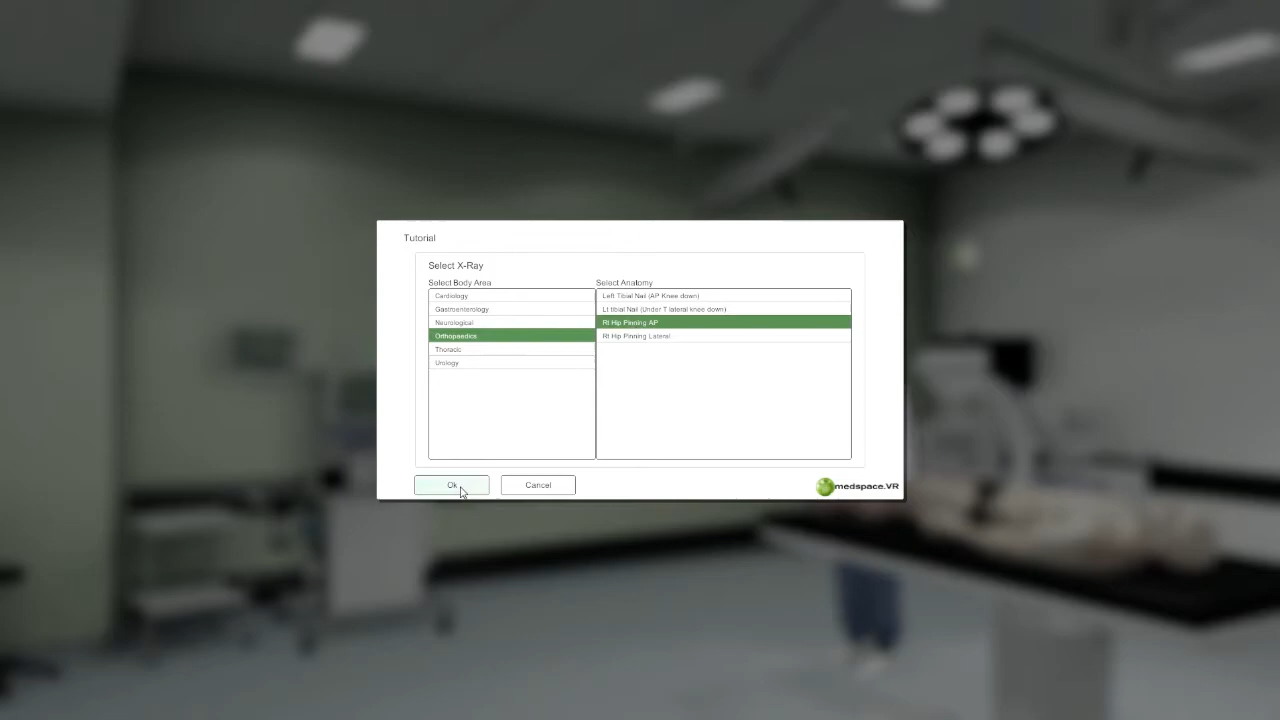 Tutorial
Select X-Ray
Select Body Area
Select Anatomy
Cardiology
Left Tibial Nail (AP Knee down)
Gastroenterology
Lt tibial Nail (Under T lateral knee down)
Neurological
Rt Hip Pinning AP
Orthopaedics
Rt Hip Pinning Lateral
Thoracic
Urology
Ok
Cancel
medspace.VR